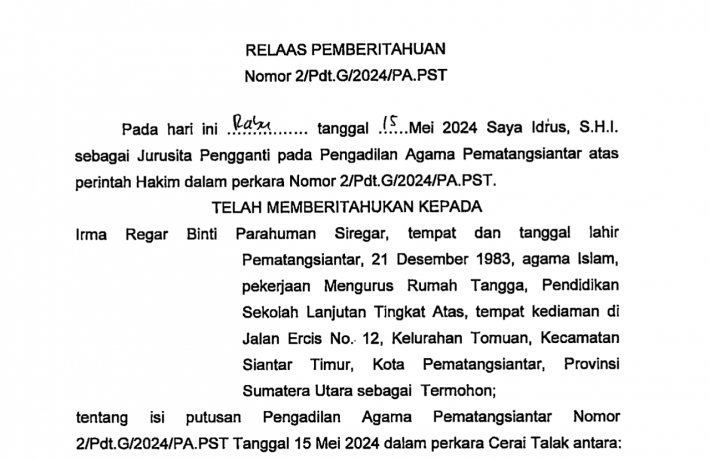 RELAAS PEMBERITAHUAN
Nomor 2/Pdt.G/2024/PA.PST
Pada hari ini Rabu tanggal 15 Mei 2024 Saya Idrus, S.H.I.
sebagai Jurusita Pengganti pada Pengadilan Agama Pematangsiantar atas
perintah Hakim dalam perkara Nomor 2/Pdt.G/2024/PA.PST.
TELAH MEMBERITAHUKAN KEPADA
Irma Regar Binti Parahuman Siregar, tempat dan tanggal lahir
Pematangsiantar, 21 Desember 1983, agama Islam,
pekerjaan Mengurus Rumah Tangga, Pendidikan
Sekolah Lanjutan Tingkat Atas, tempat kediaman di
Jalan Ercis No. 12, Kelurahan Tomuan, Kecamatan
Siantar Timur, Kota Pematangsiantar, Provinsi
Sumatera Utara sebagai Termohon;
tentang isi putusan Pengadilan Agama Pematangsiantar Nomor
2/Pdt.G/2024/PA.PST Tanggal 15 Mei 2024 dalam perkara Cerai Talak antara: